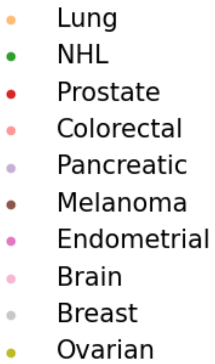 Lung
NHL
Prostate
Colorectal
Pancreatic
Melanoma
Endometrial
Brain
Breast
Ovarian